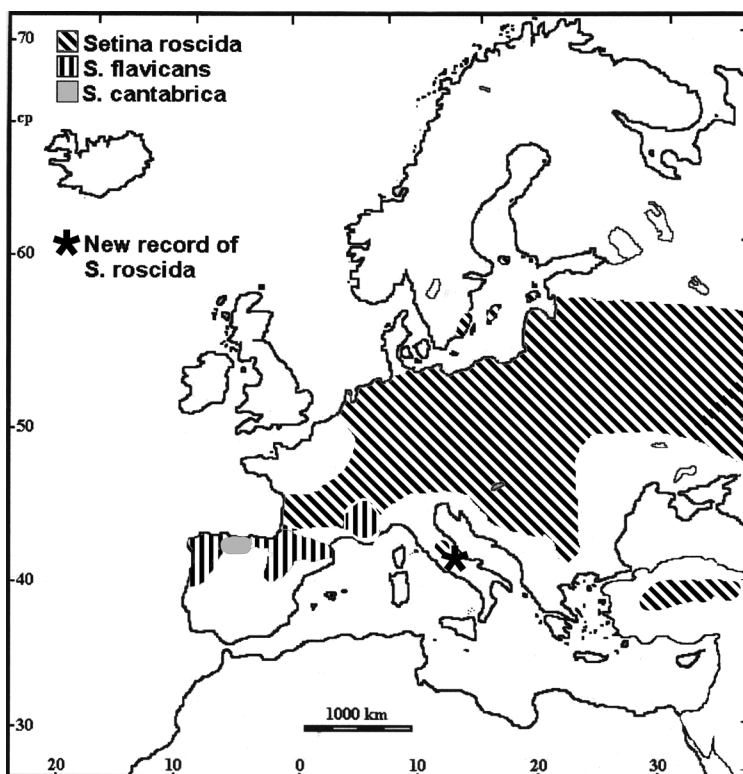 Setina roscida
S. flavicans
S. cantabrica
New record of
S. roscida
-70
-60
-50
-40
-30
1000 km
20 10 0 10 20 30